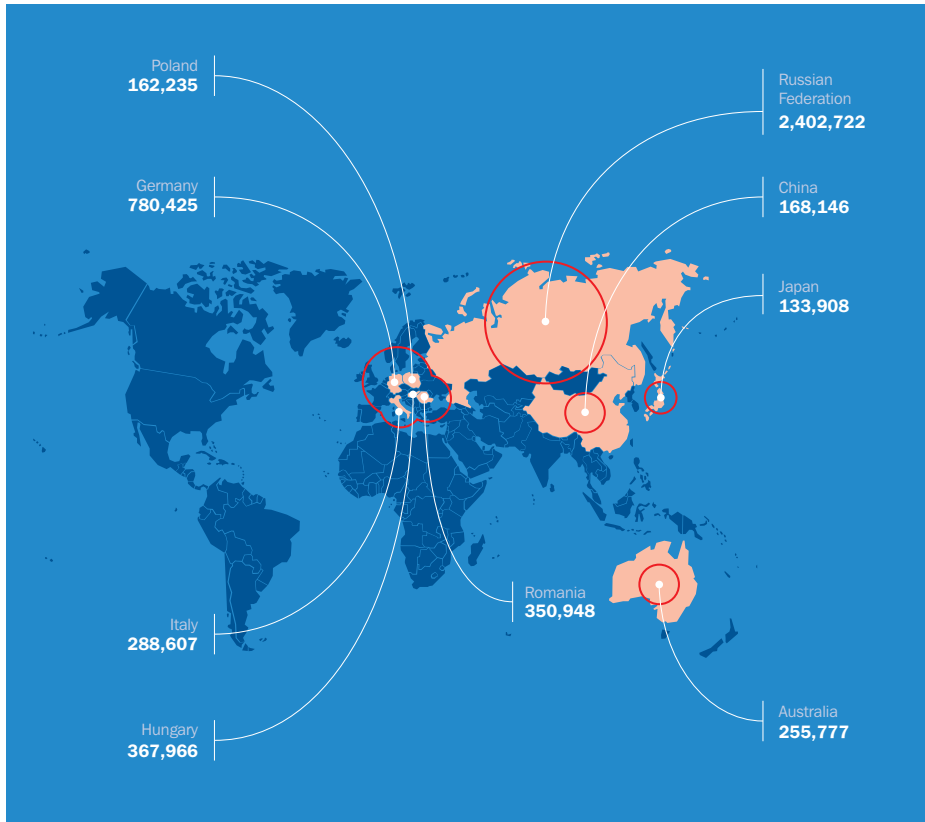 Poland
162,235
Germany
780,425
Italy
288,607
Hungary
367,966
Romania
350,948
Russian
Federation
2,402,722
China
168,146
Japan
133,908
Australia
255,777